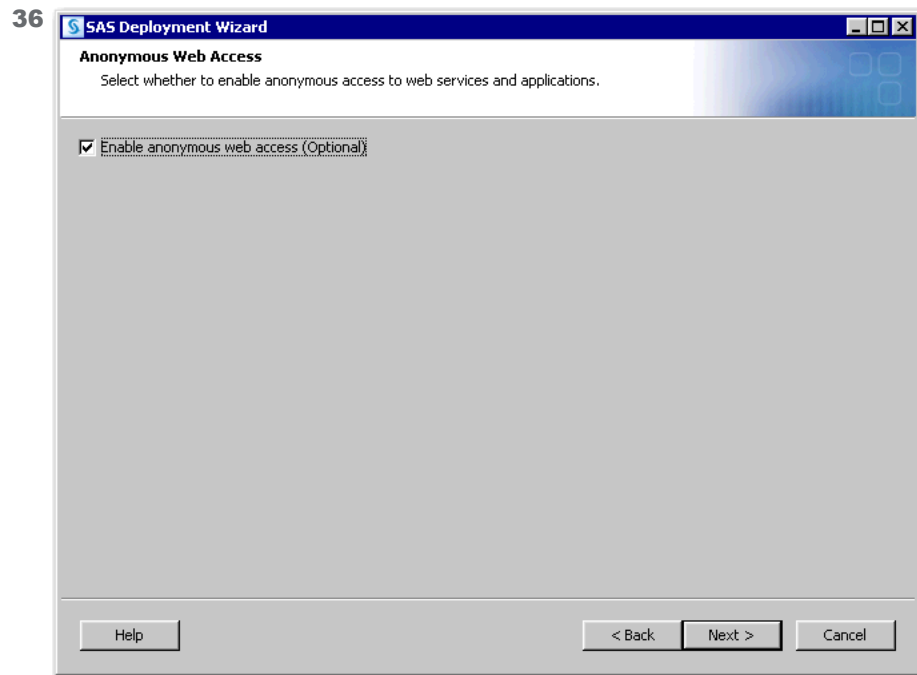 36
SAS Deployment Wizard
Anonymous Web Access
Select whether to enable anonymous access to web services and applications.
Enable anonymous web access (Optional)
Help
< Back
Next >
Cancel